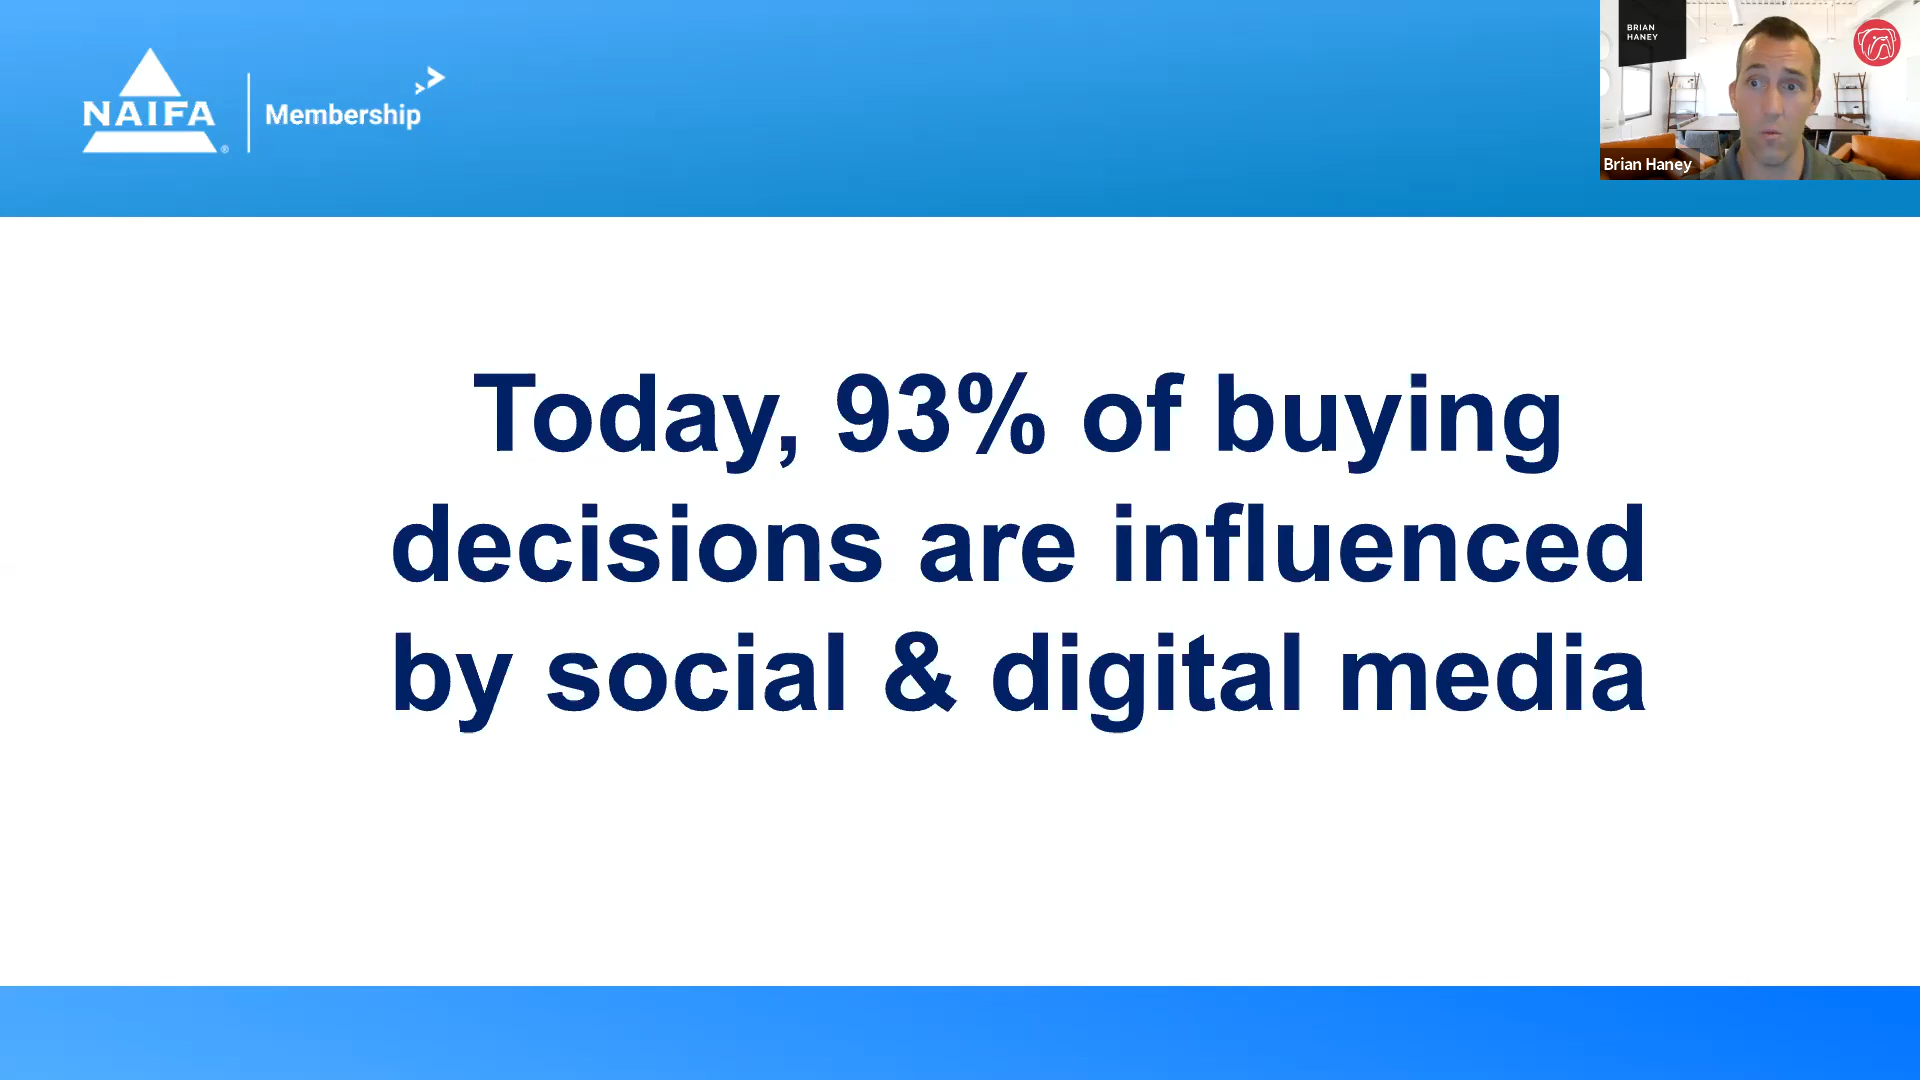 NAIFA®
Membership
BRIAN
HANEY
Brian Haney
Today, 93% of buying
decisions are influenced
by social & digital media